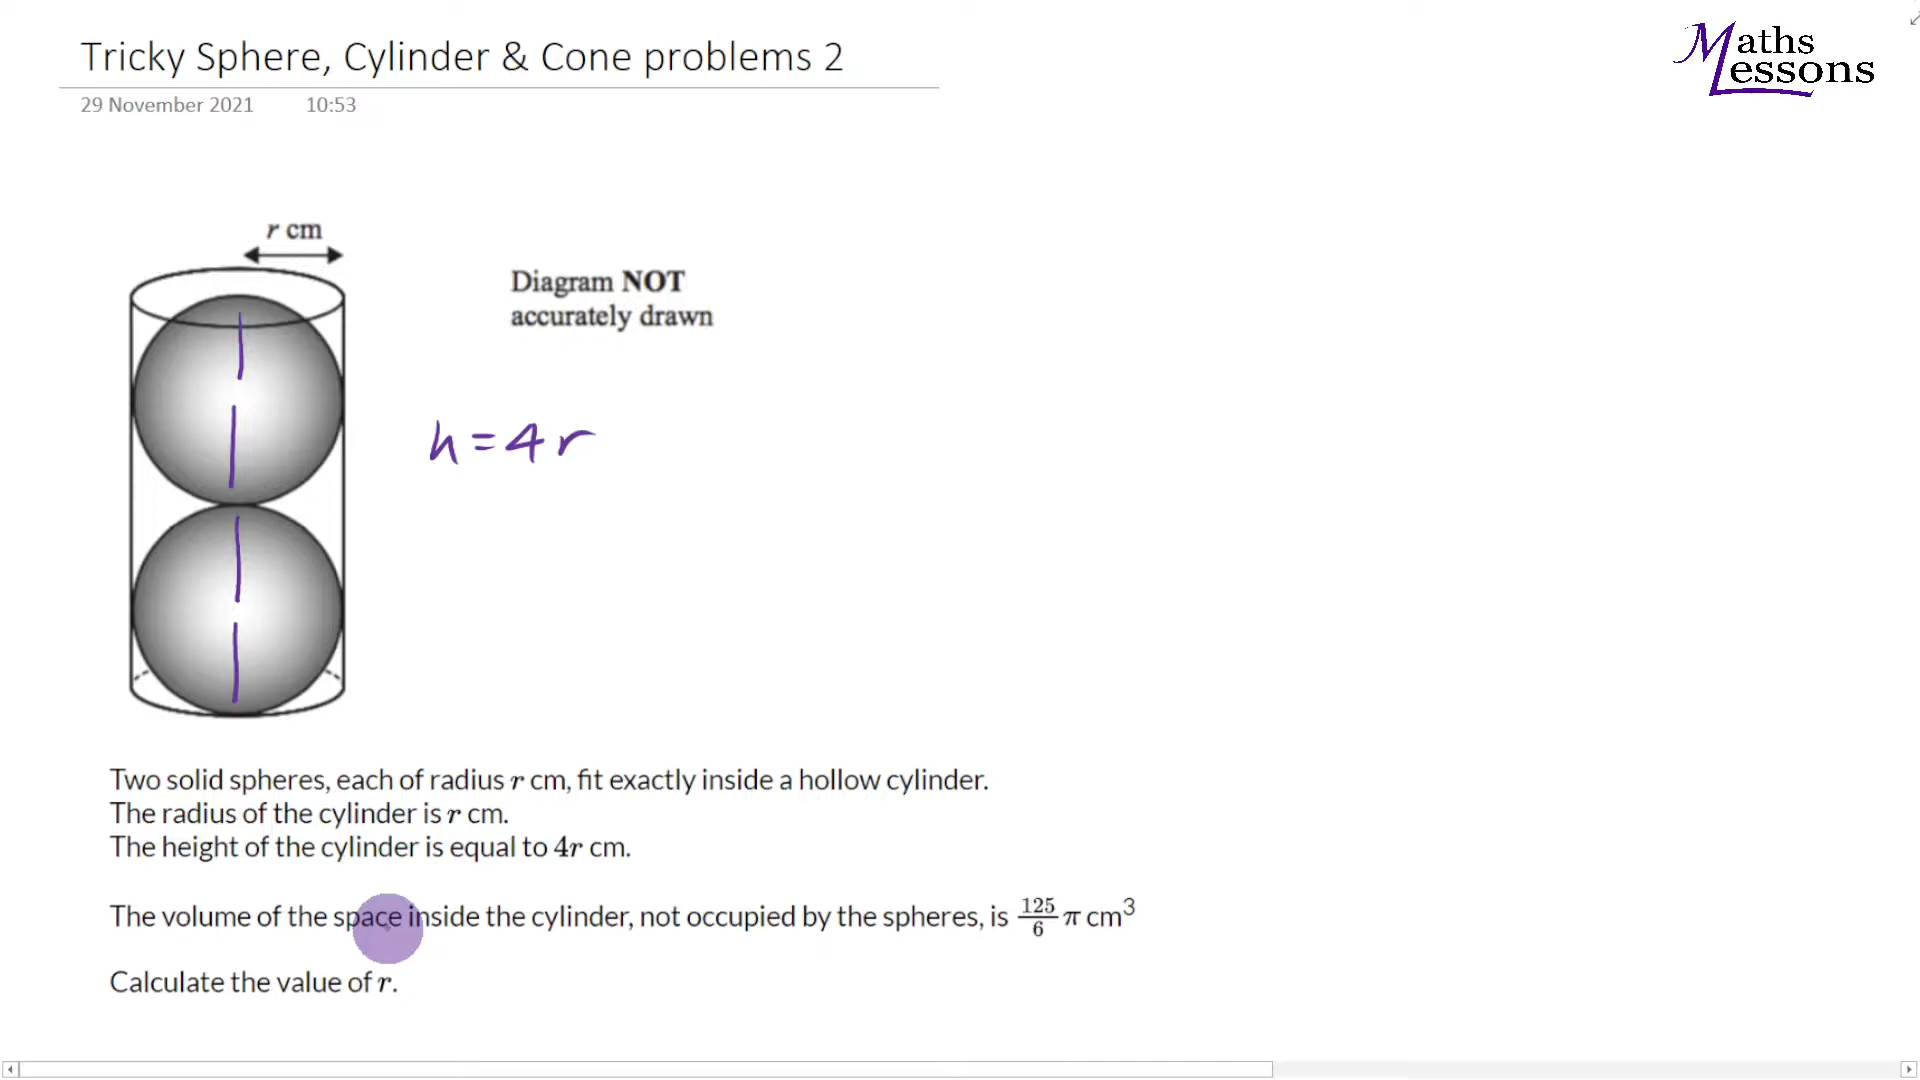 Tricky Sphere, Cylinder & Cone problems 2
Maths
Lessons
29 November 2021 10:53
r cm
Diagram NOT
accurately drawn
h = 4r
Two solid spheres, each of radius r cm, fit exactly inside a hollow cylinder.
The radius of the cylinder is r cm.
The height of the cylinder is equal to 4r cm.
The volume of the space inside the cylinder, not occupied by the spheres, is 125/6 π cm³
Calculate the value of r.